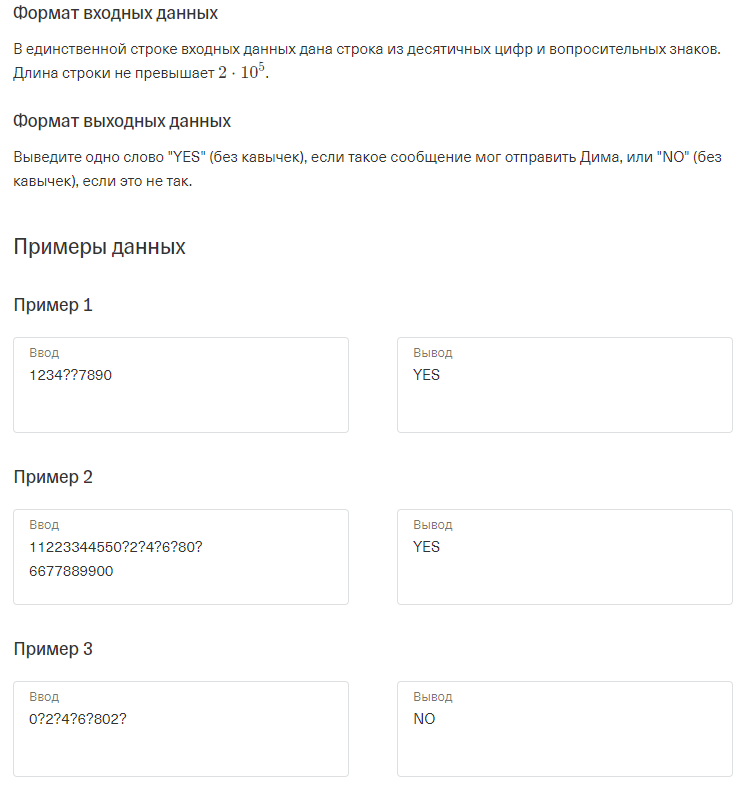 Формат входных данных
В единственной строке входных данных дана строка из десятичных цифр и вопросительных знаков.
Длина строки не превышает 2 · 10⁵.
Формат выходных данных
Выведите одно слово "YES" (без кавычек), если такое сообщение мог отправить Дима, или "NO" (без
кавычек), если это не так.
Примеры данных
Пример 1
Ввод
1234??7890
Вывод
YES
Пример 2
Ввод
11223344550?2?4?6?80?
6677889900
Вывод
YES
Пример 3
Ввод
0?2?4?6?802?
Вывод
NO